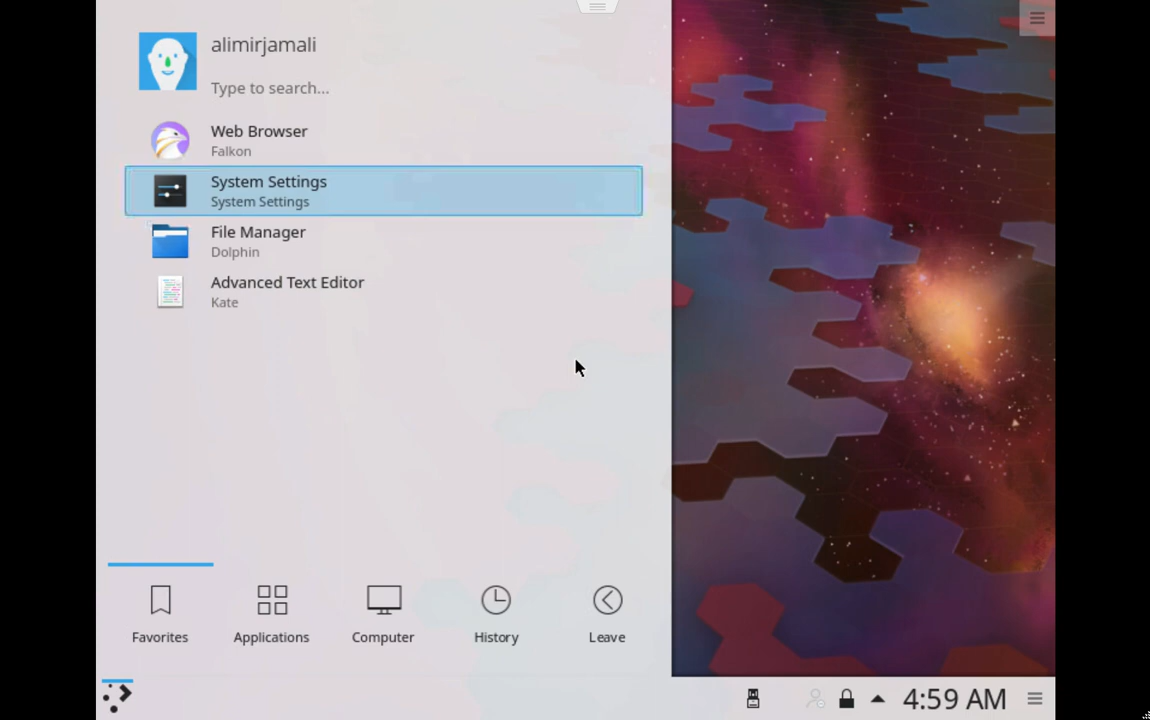 alimirjamali
Type to search...
Web Browser
Falkon
System Settings
System Settings
File Manager
Dolphin
Advanced Text Editor
Kate
Favorites
Applications
Computer
History
Leave
4:59 AM